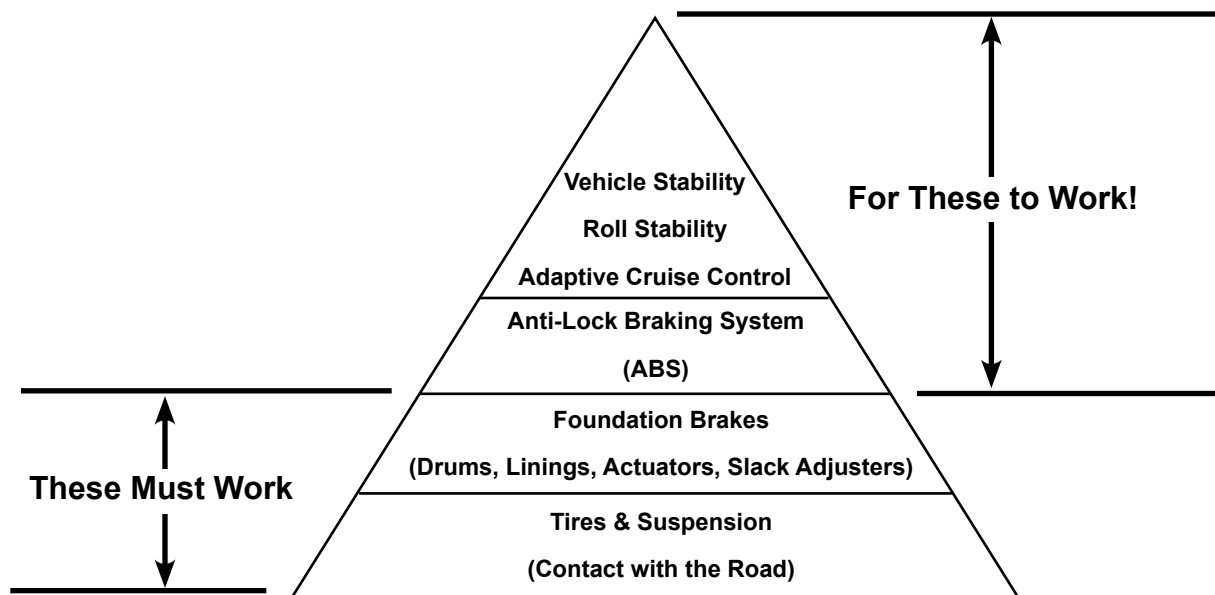 Vehicle Stability
For These to Work!
Roll Stability
Adaptive Cruise Control
Anti-Lock Braking System
(ABS)
Foundation Brakes
(Drums, Linings, Actuators, Slack Adjusters)
These Must Work
Tires & Suspension
(Contact with the Road)